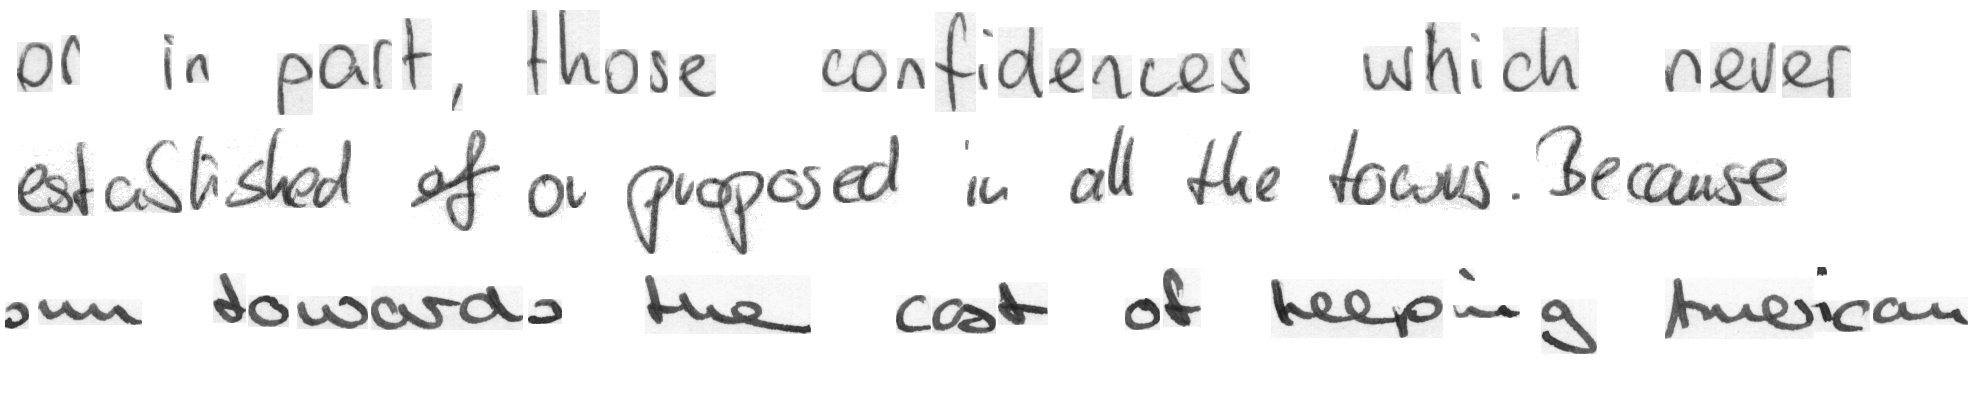 or in part, those confidences which never
established of or proposed in all the towns. Because
sum towards the cost of keeping American